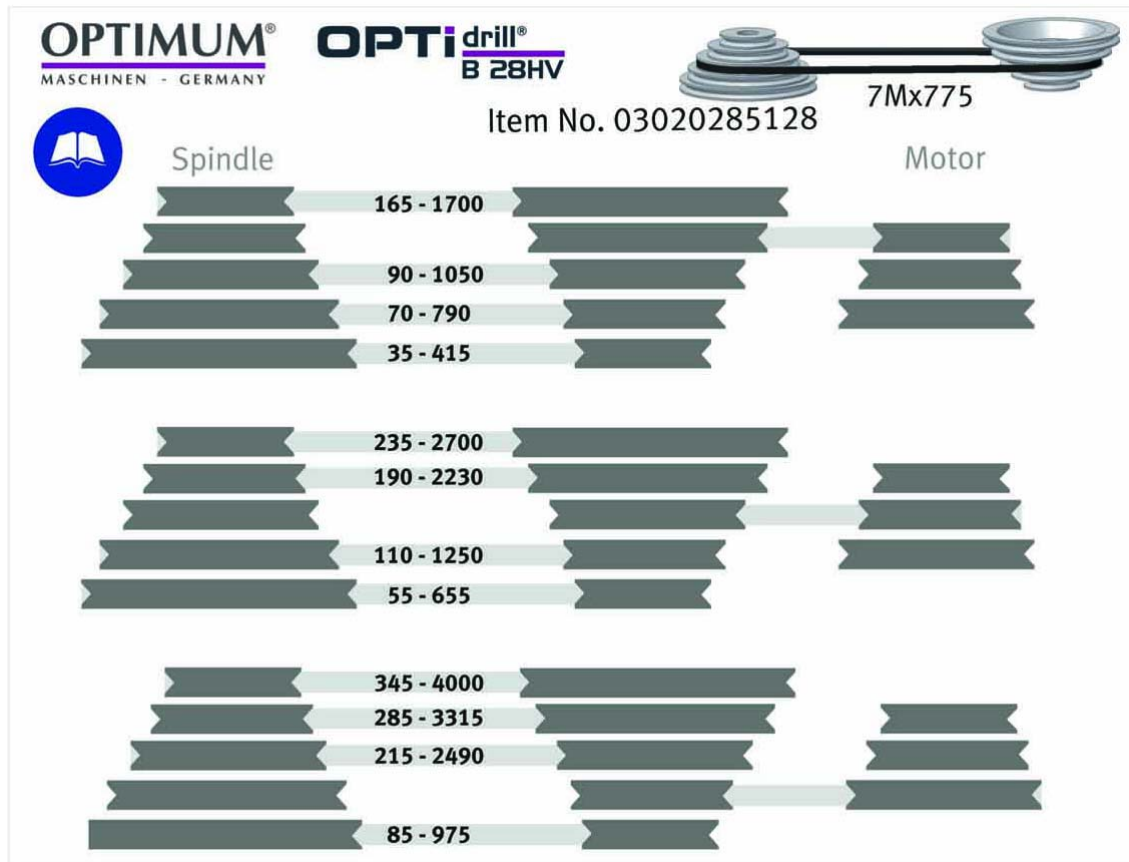 OPTIMUM®
MASCHINEN - GERMANY
OPTi drill®
B 28HV
7Mx775
Item No. 03020285128
Spindle
Motor
165 - 1700
90 - 1050
70 - 790
35 - 415
235 - 2700
190 - 2230
110 - 1250
55 - 655
345 - 4000
285 - 3315
215 - 2490
85 - 975